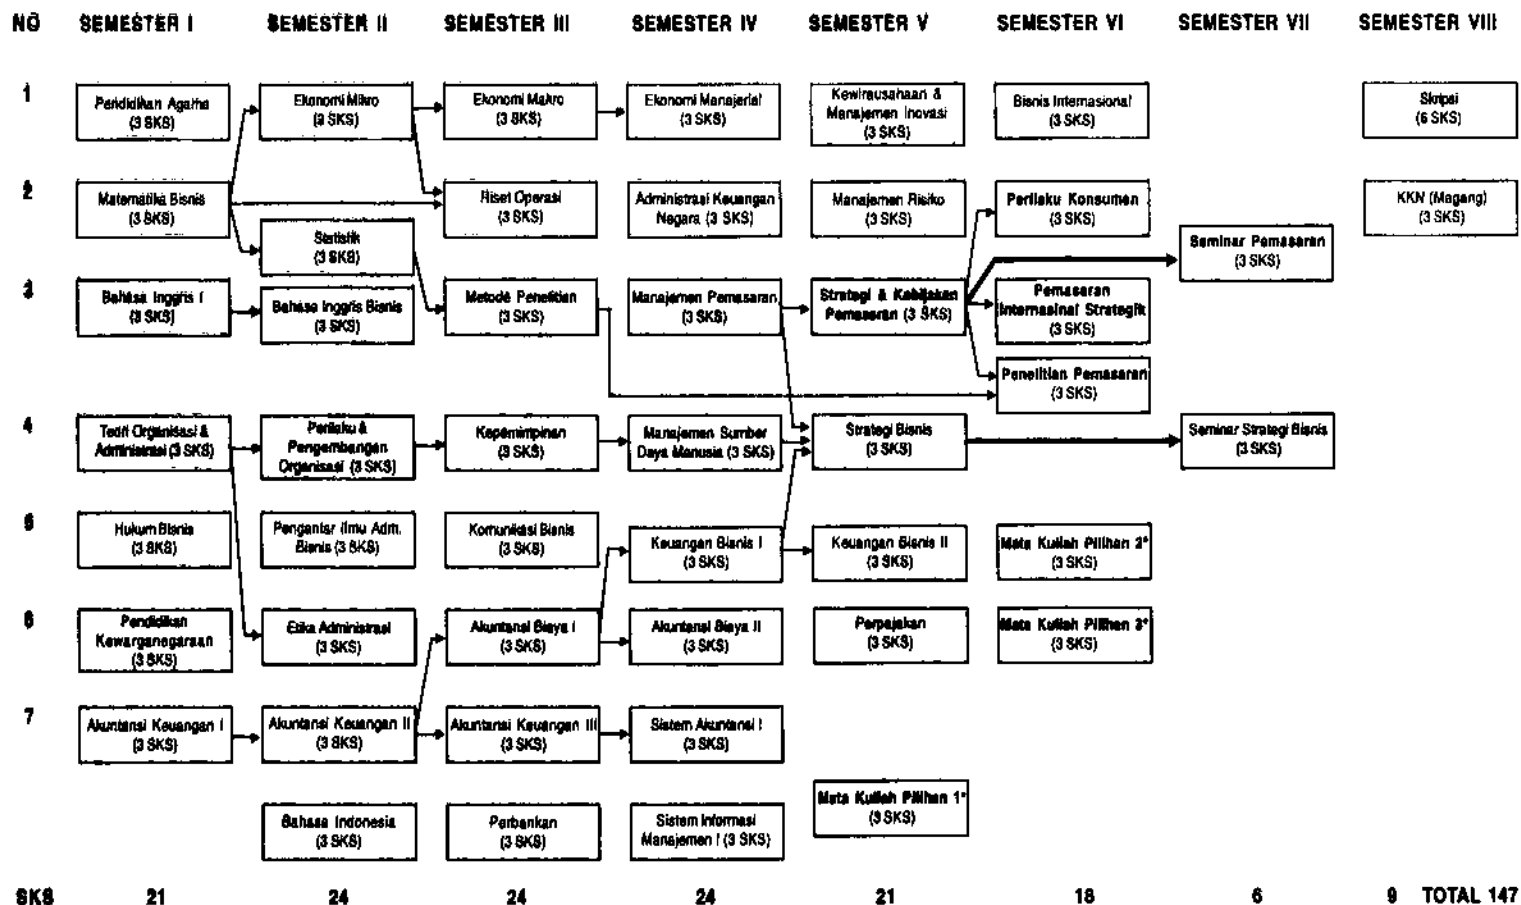 NO SEMESTER I SEMESTER II SEMESTER III SEMESTER IV SEMESTER V SEMESTER VI SEMESTER VII SEMESTER VIII
1
Pendidikan Agama
(3 SKS)
Ekonomi Mikro
(3 SKS)
Ekonomi Makro
(3 SKS)
Ekonomi Manajerial
(3 SKS)
Kewirausahaan &
Manajemen Inovasi
(3 SKS)
Bisnis Internasional
(3 SKS)
Skripsi
(6 SKS)
2
Matematika Bisnis
(3 SKS)
Statistik
(3 SKS)
Riset Operasi
(3 SKS)
Administrasi Keuangan
Negara (3 SKS)
Manajemen Risiko
(3 SKS)
Perilaku Konsumen
(3 SKS)
Seminar Pemasaran
(3 SKS)
KKN (Magang)
(3 SKS)
3
Bahasa Inggris I
(3 SKS)
Bahasa Inggris Bisnis
(3 SKS)
Metode Penelitian
(3 SKS)
Manajemen Pemasaran
(3 SKS)
Strategi & Kebijakan
Pemasaran (3 SKS)
Pemasaran
Internasinal Strategik
(3 SKS)
Penelitian Pemasaran
(3 SKS)
4
Teori Organisasi &
Administrasi (3 SKS)
Perilaku &
Pengembangan
Organisasi (3 SKS)
Kepemimpinan
(3 SKS)
Manajemen Sumber
Daya Manusia (3 SKS)
Strategi Bisnis
(3 SKS)
Seminar Strategi Bisnis
(3 SKS)
5
Hukum Bisnis
(3 SKS)
Pengantar Ilmu Adm.
Bisnis (3 SKS)
Komunikasi Bisnis
(3 SKS)
Keuangan Bisnis I
(3 SKS)
Keuangan Bisnis II
(3 SKS)
Mata Kuliah Pilihan 2*
(3 SKS)
6
Pendidikan
Kewarganegaraan
(3 SKS)
Etika Administrasi
(3 SKS)
Akuntansi Biaya I
(3 SKS)
Akuntansi Biaya II
(3 SKS)
Perpajakan
(3 SKS)
Mata Kuliah Pilihan 3*
(3 SKS)
7
Akuntansi Keuangan I
(3 SKS)
Akuntansi Keuangan II
(3 SKS)
Akuntansi Keuangan III
(3 SKS)
Sistem Akuntansi I
(3 SKS)
Mata Kuliah Pilihan 1*
(3 SKS)
Bahasa Indonesia
(3 SKS)
Perbankan
(3 SKS)
Sistem Informasi
Manajemen I (3 SKS)
SKS 21 24 24 24 21 18 6 9 TOTAL 147